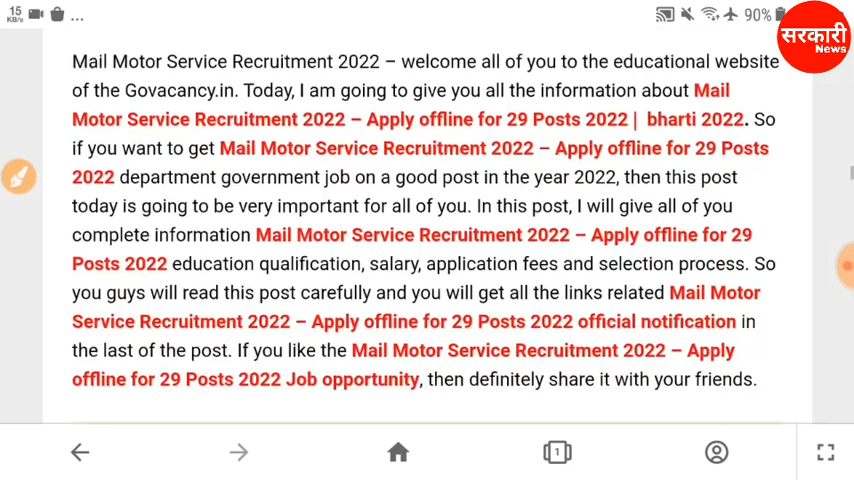 15
KB/s
...
90%
सरकारी
News
Mail Motor Service Recruitment 2022 – welcome all of you to the educational website
of the Govacancy.in. Today, I am going to give you all the information about Mail
Motor Service Recruitment 2022 – Apply offline for 29 Posts 2022 | bharti 2022. So
if you want to get Mail Motor Service Recruitment 2022 – Apply offline for 29 Posts
2022 department government job on a good post in the year 2022, then this post
today is going to be very important for all of you. In this post, I will give all of you
complete information Mail Motor Service Recruitment 2022 – Apply offline for 29
Posts 2022 education qualification, salary, application fees and selection process. So
you guys will read this post carefully and you will get all the links related Mail Motor
Service Recruitment 2022 – Apply offline for 29 Posts 2022 official notification in
the last of the post. If you like the Mail Motor Service Recruitment 2022 – Apply
offline for 29 Posts 2022 Job opportunity, then definitely share it with your friends.
1